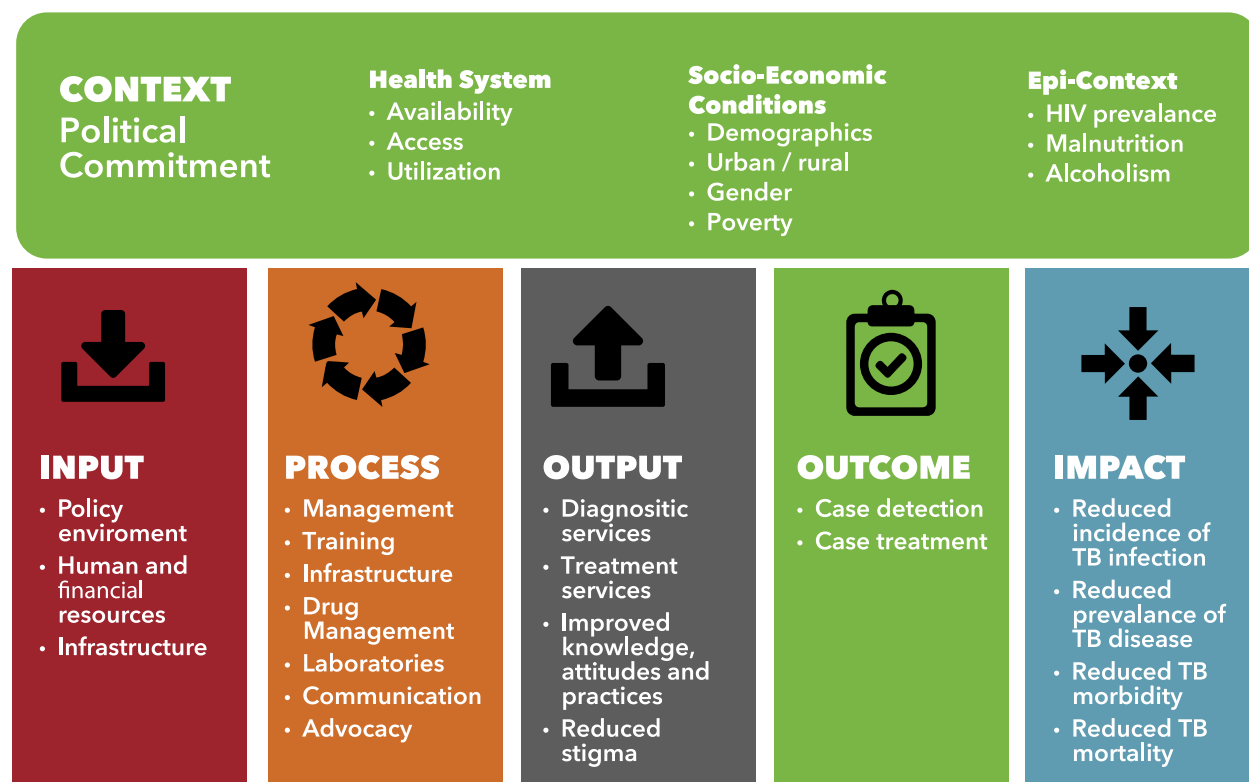 CONTEXT
Political
Commitment
Health System
• Availability
• Access
• Utilization
Socio-Economic
Conditions
• Demographics
• Urban / rural
• Gender
• Poverty
Epi-Context
• HIV prevalance
• Malnutrition
• Alcoholism
INPUT
• Policy
enviroment
• Human and
financial
resources
• Infrastructure
PROCESS
• Management
• Training
• Infrastructure
• Drug
Management
• Laboratories
• Communication
• Advocacy
OUTPUT
• Diagnositic
services
• Treatment
services
• Improved
knowledge,
attitudes and
practices
• Reduced
stigma
OUTCOME
• Case detection
• Case treatment
IMPACT
• Reduced
incidence of
TB infection
• Reduced
prevalance of
TB disease
• Reduced TB
morbidity
• Reduced TB
mortality